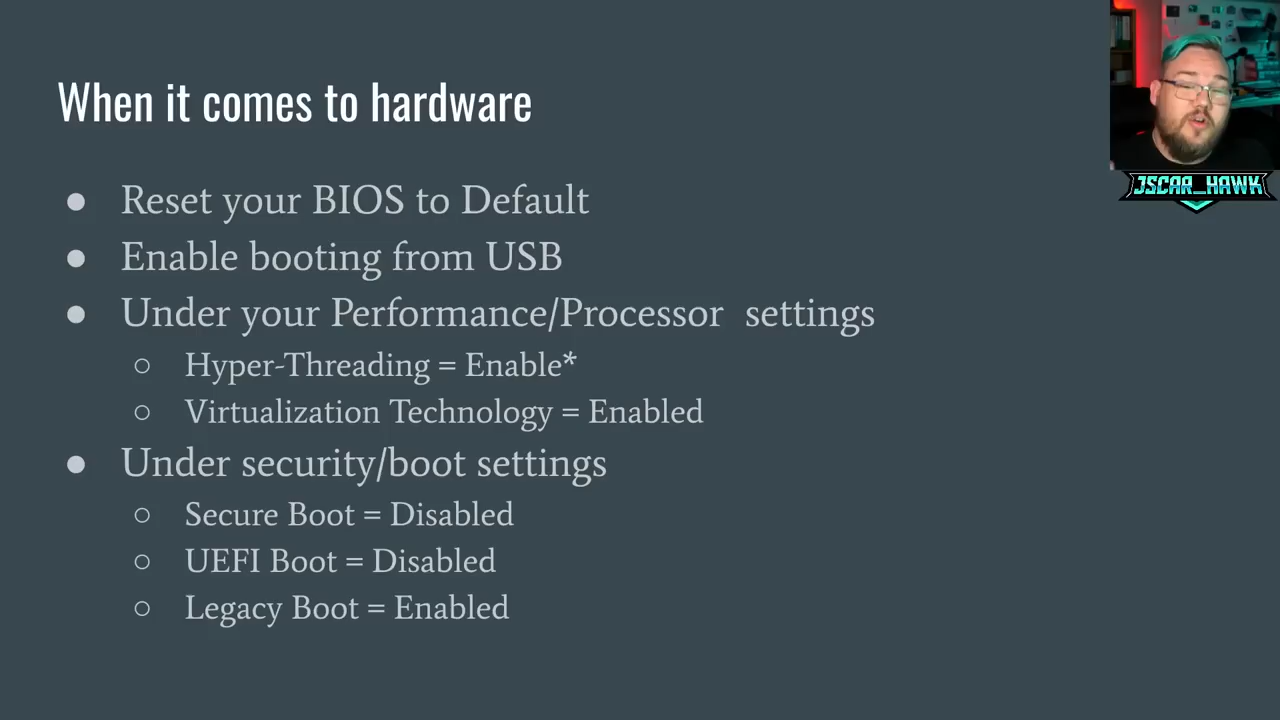 When it comes to hardware
● Reset your BIOS to Default
● Enable booting from USB
● Under your Performance/Processor  settings
○ Hyper-Threading = Enable*
○ Virtualization Technology = Enabled
● Under security/boot settings
○ Secure Boot = Disabled
○ UEFI Boot = Disabled
○ Legacy Boot = Enabled
JSCAR_HAWK